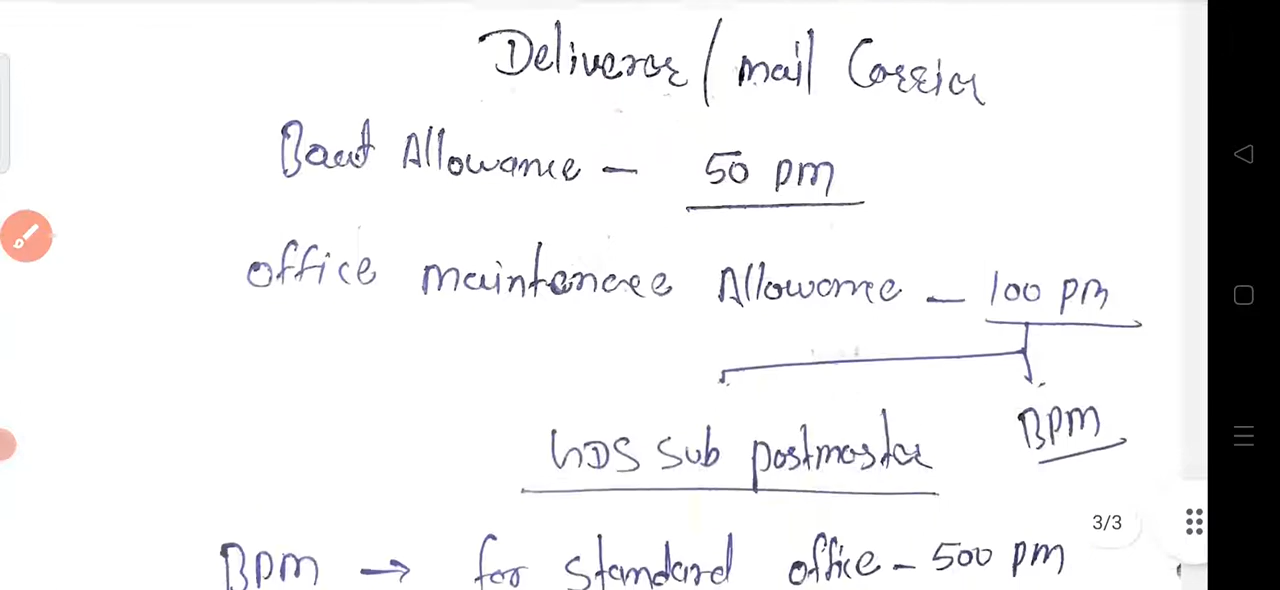 Deliverer / mail Carrier
Baut Allowance - 50 pm
office maintenance Allowance - 100 pm
GDS Sub postmaster BPM
3/3
BPM → for standard office - 500 pm